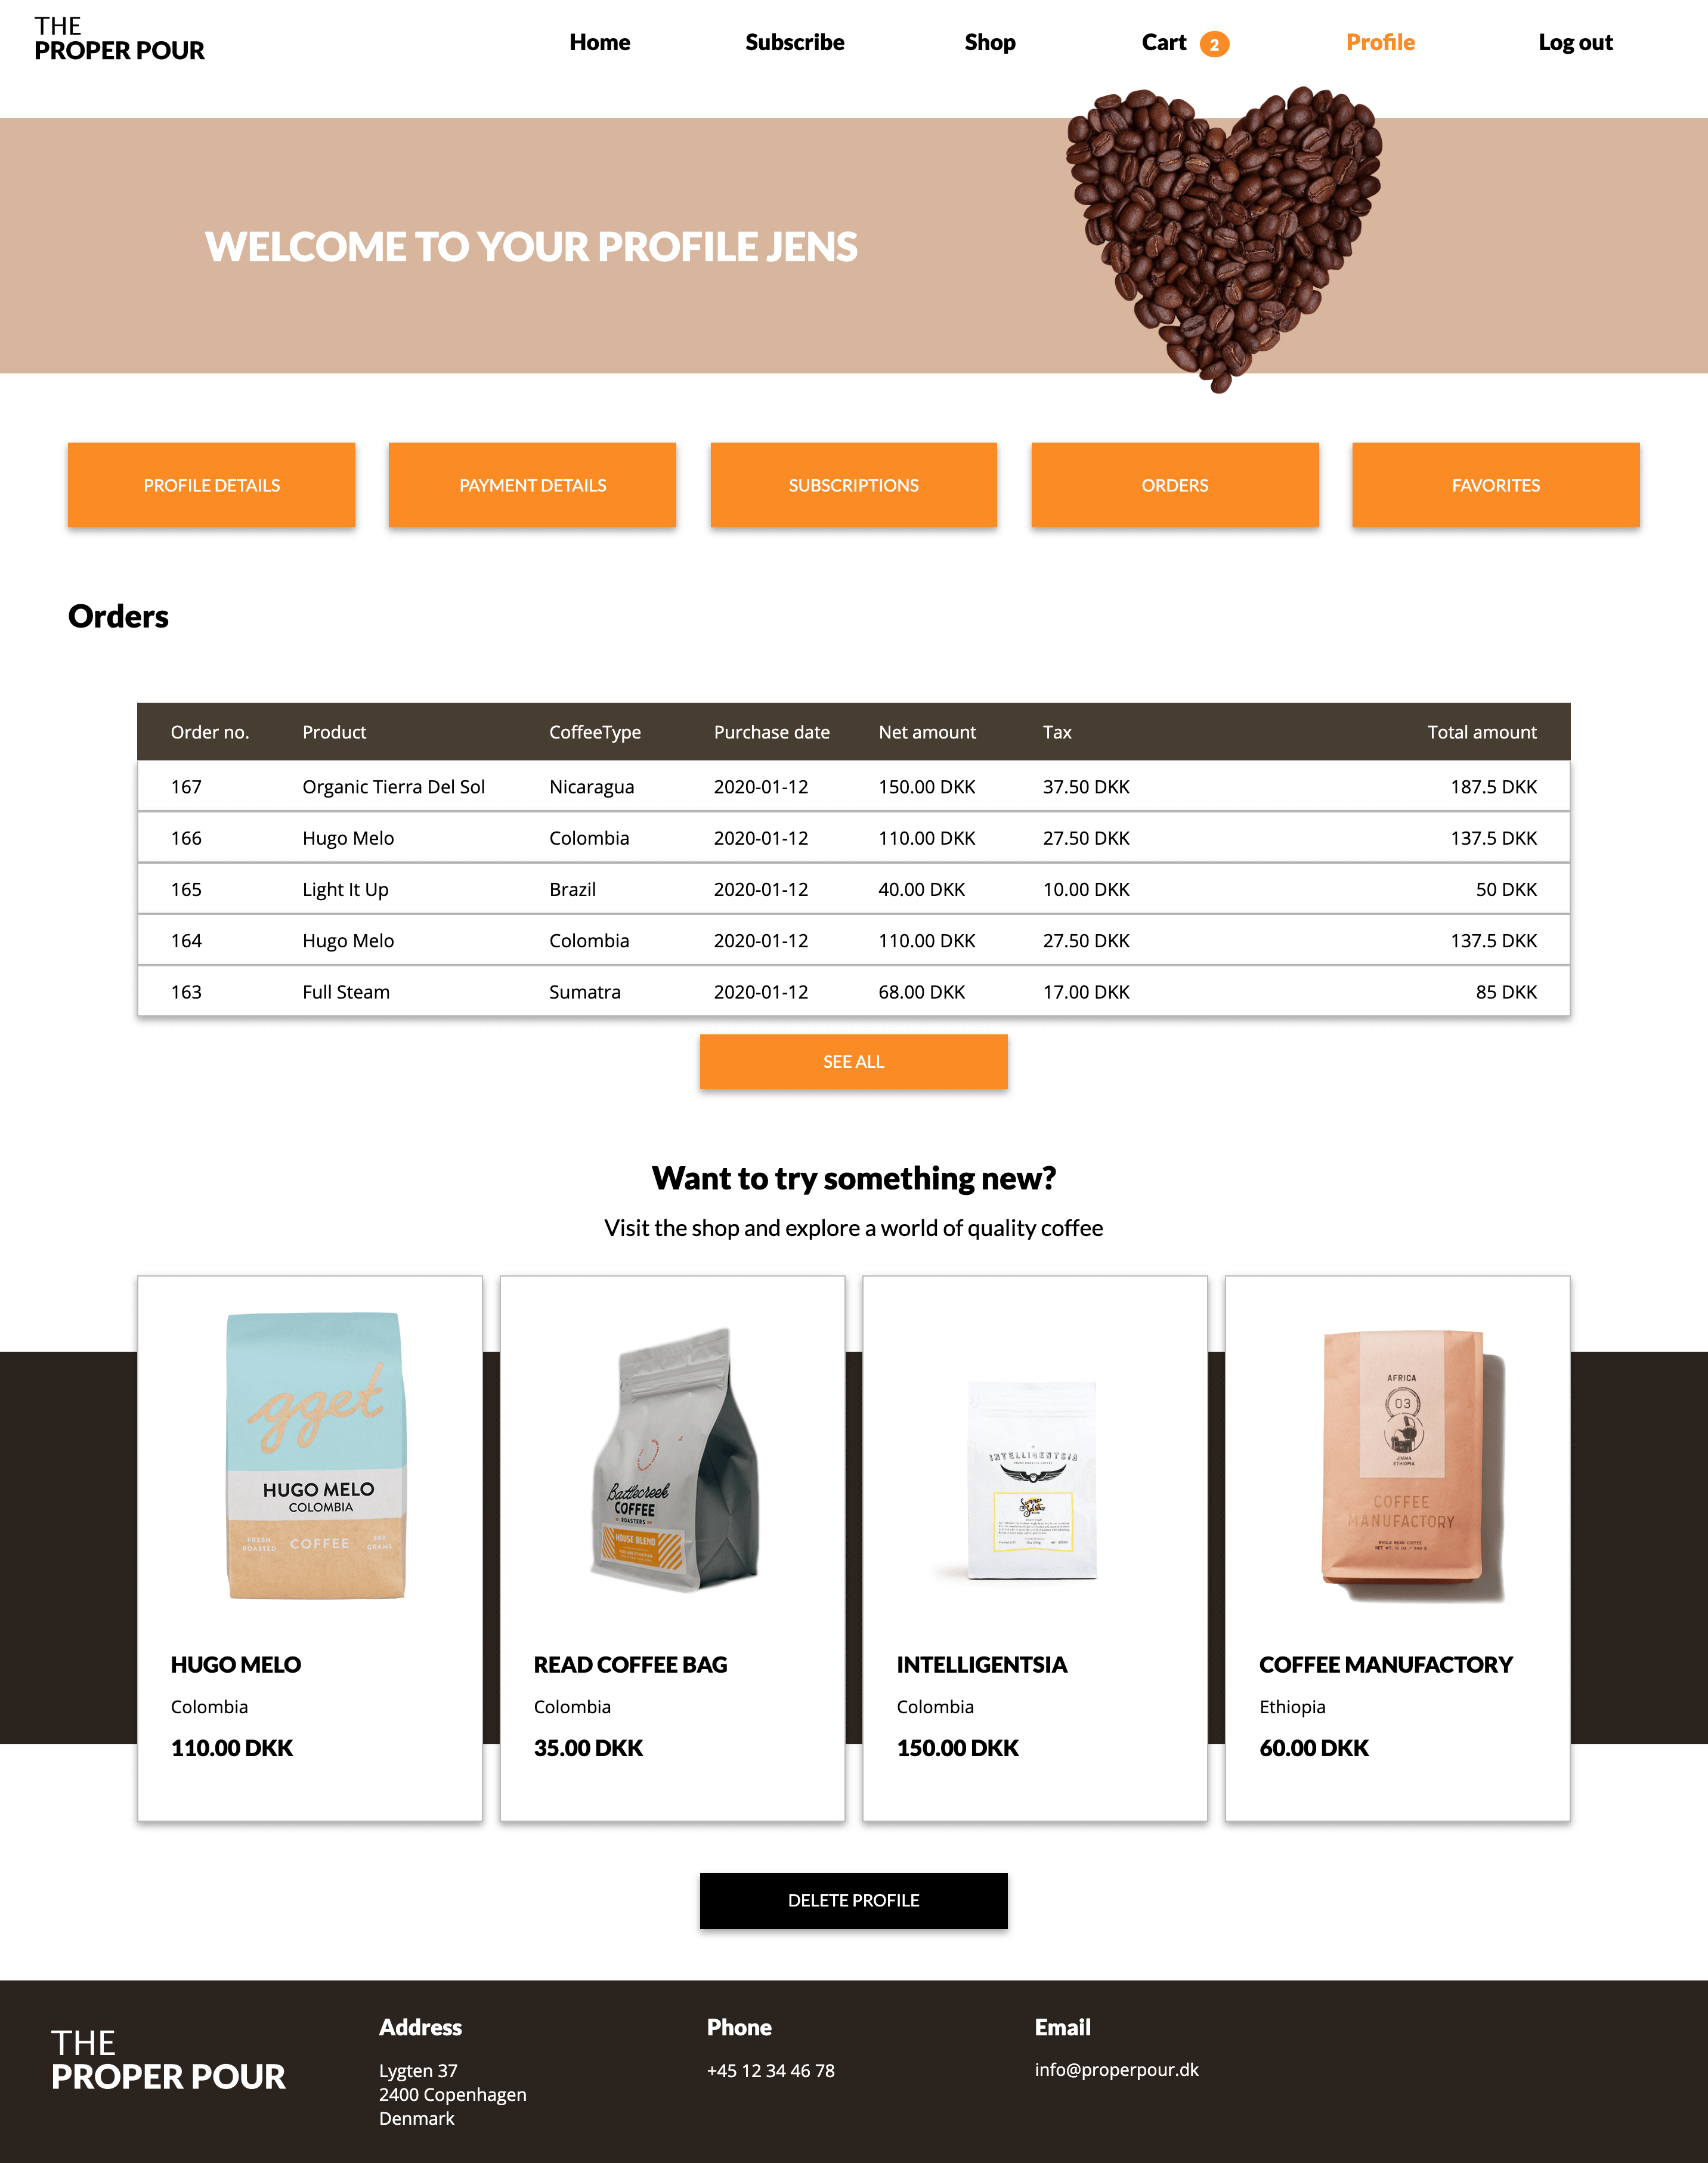 THE
PROPER POUR
Home Subscribe Shop Cart 2 Profile Log out
WELCOME TO YOUR PROFILE JENS
PROFILE DETAILS PAYMENT DETAILS SUBSCRIPTIONS ORDERS FAVORITES
Orders
Order no. Product CoffeeType Purchase date Net amount Tax Total amount
167 Organic Tierra Del Sol Nicaragua 2020-01-12 150.00 DKK 37.50 DKK 187.5 DKK
166 Hugo Melo Colombia 2020-01-12 110.00 DKK 27.50 DKK 137.5 DKK
165 Light It Up Brazil 2020-01-12 40.00 DKK 10.00 DKK 50 DKK
164 Hugo Melo Colombia 2020-01-12 110.00 DKK 27.50 DKK 137.5 DKK
163 Full Steam Sumatra 2020-01-12 68.00 DKK 17.00 DKK 85 DKK
SEE ALL
Want to try something new?
Visit the shop and explore a world of quality coffee
gget
HUGO MELO
COLOMBIA
FRESH
ROASTED
COFFEE
340
GRAMS
Battlecreek
COFFEE
ROASTERS
HOUSE BLEND
INTELLIGENTSIA
AFRICA
03
JIMMA
ETHIOPIA
COFFEE
MANUFACTORY
WHOLE BEAN COFFEE
NET WT. 12 OZ. / 340 G
HUGO MELO
Colombia
110.00 DKK
READ COFFEE BAG
Colombia
35.00 DKK
INTELLIGENTSIA
Colombia
150.00 DKK
COFFEE MANUFACTORY
Ethiopia
60.00 DKK
DELETE PROFILE
THE
PROPER POUR
Address
Lygten 37
2400 Copenhagen
Denmark
Phone
+45 12 34 46 78
Email
info@properpour.dk